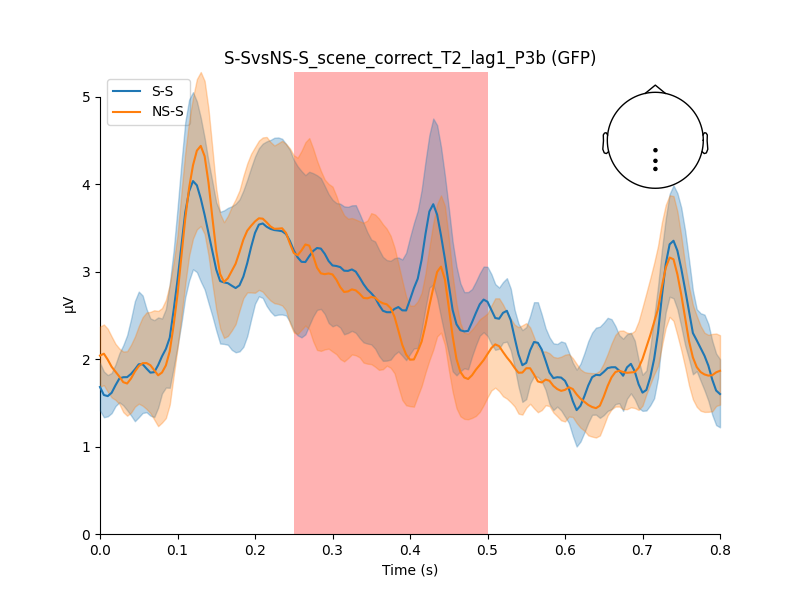 S-SvsNS-S_scene_correct_T2_lag1_P3b (GFP)
S-S
NS-S
µV
5
4
3
2
1
0
0.0 0.1 0.2 0.3 0.4 0.5 0.6 0.7 0.8
Time (s)